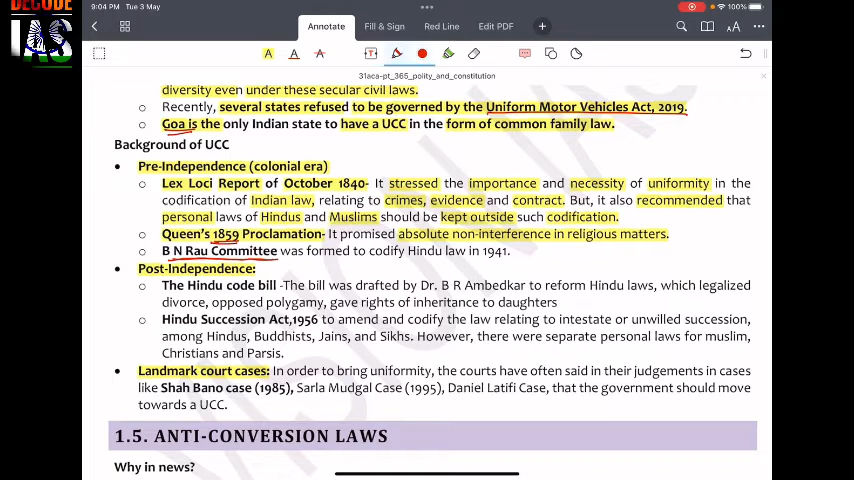 DECODE
IAS
9:04 PM Tue 3 May
100%
Annotate
Fill & Sign
Red Line
Edit PDF
31aca-pt_365_polity_and_constitution
diversity even under these secular civil laws.
o Recently, several states refused to be governed by the Uniform Motor Vehicles Act, 2019.
o Goa is the only Indian state to have a UCC in the form of common family law.
Background of UCC
• Pre-Independence (colonial era)
o Lex Loci Report of October 1840- It stressed the importance and necessity of uniformity in the
codification of Indian law, relating to crimes, evidence and contract. But, it also recommended that
personal laws of Hindus and Muslims should be kept outside such codification.
o Queen's 1859 Proclamation- It promised absolute non-interference in religious matters.
o B N Rau Committee was formed to codify Hindu law in 1941.
• Post-Independence:
o The Hindu code bill -The bill was drafted by Dr. B R Ambedkar to reform Hindu laws, which legalized
divorce, opposed polygamy, gave rights of inheritance to daughters
o Hindu Succession Act,1956 to amend and codify the law relating to intestate or unwilled succession,
among Hindus, Buddhists, Jains, and Sikhs. However, there were separate personal laws for muslim,
Christians and Parsis.
• Landmark court cases: In order to bring uniformity, the courts have often said in their judgements in cases
like Shah Bano case (1985), Sarla Mudgal Case (1995), Daniel Latifi Case, that the government should move
towards a UCC.
1.5. ANTI-CONVERSION LAWS
Why in news?